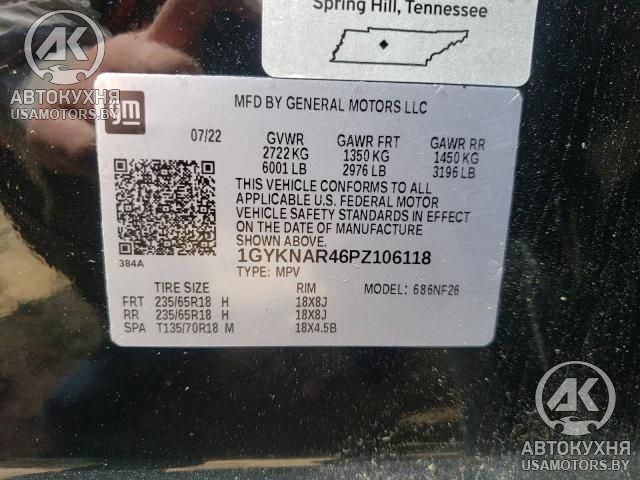 Spring Hill, Tennessee
АВТОКУХНЯ
USAMOTORS.BY
gm
MFD BY GENERAL MOTORS LLC
07/22 GVWR GAWR FRT GAWR RR
2722 KG 1350 KG 1450 KG
6001 LB 2976 LB 3196 LB
THIS VEHICLE CONFORMS TO ALL
APPLICABLE U.S. FEDERAL MOTOR
VEHICLE SAFETY STANDARDS IN EFFECT
ON THE DATE OF MANUFACTURE
SHOWN ABOVE.
1GYKNAR46PZ106118
384A
TYPE: MPV
TIRE SIZE RIM MODEL: 686NF26
FRT 235/65R18 H 18X8J
RR 235/65R18 H 18X8J
SPA T135/70R18 M 18X4.5B
АК
АВТОКУХНЯ
USAMOTORS.BY